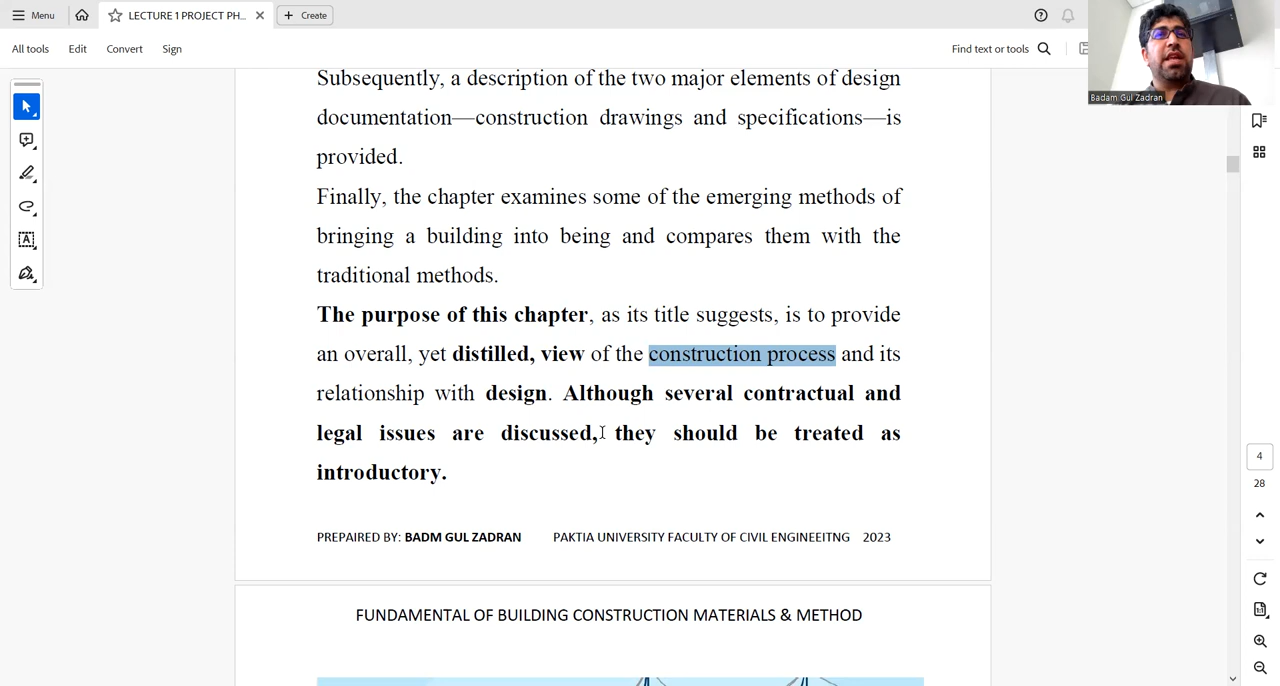 Menu
LECTURE 1 PROJECT PH...
Create
All tools
Edit
Convert
Sign
Find text or tools
Badam Gul Zadran
Subsequently, a description of the two major elements of design
documentation—construction drawings and specifications—is
provided.
Finally, the chapter examines some of the emerging methods of
bringing a building into being and compares them with the
traditional methods.
The purpose of this chapter, as its title suggests, is to provide
an overall, yet distilled, view of the construction process and its
relationship with design. Although several contractual and
legal issues are discussed, they should be treated as
introductory.
4
28
PREPAIRED BY: BADM GUL ZADRAN PAKTIA UNIVERSITY FACULTY OF CIVIL ENGINEEITNG 2023
FUNDAMENTAL OF BUILDING CONSTRUCTION MATERIALS & METHOD